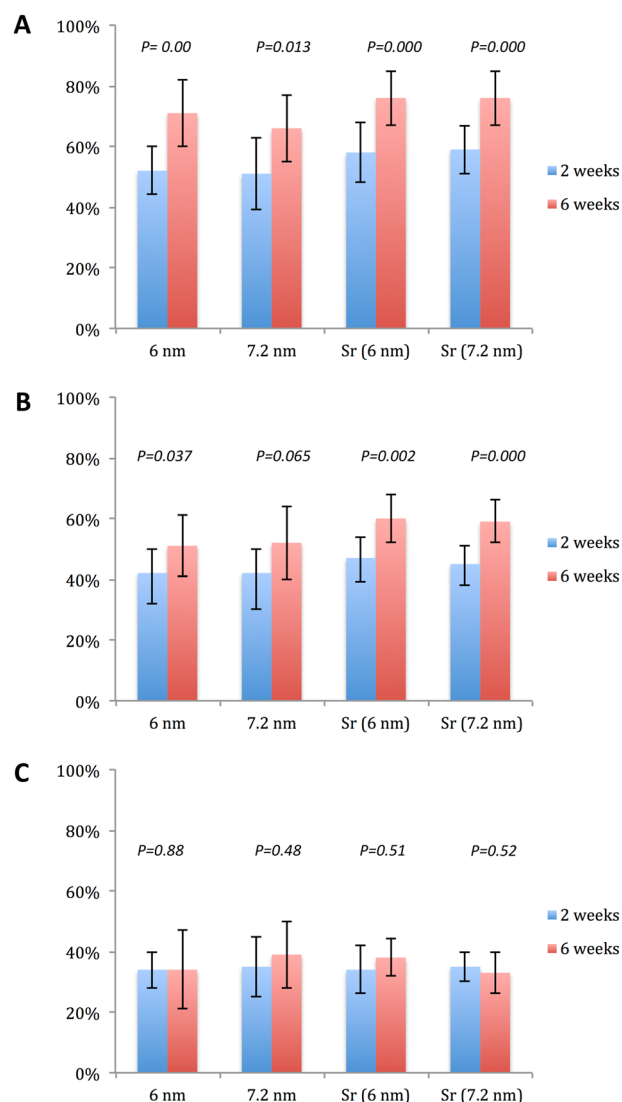 A
100%
80%
60%
40%
20%
0%
P= 0.00 P=0.013 P=0.000 P=0.000
6 nm 7.2 nm Sr (6 nm) Sr (7.2 nm)
2 weeks
6 weeks
B
100%
80%
60%
40%
20%
0%
P=0.037 P=0.065 P=0.002 P=0.000
6 nm 7.2 nm Sr (6 nm) Sr (7.2 nm)
2 weeks
6 weeks
C
100%
80%
60%
40%
20%
0%
P=0.88 P=0.48 P=0.51 P=0.52
6 nm 7.2 nm Sr (6 nm) Sr (7.2 nm)
2 weeks
6 weeks